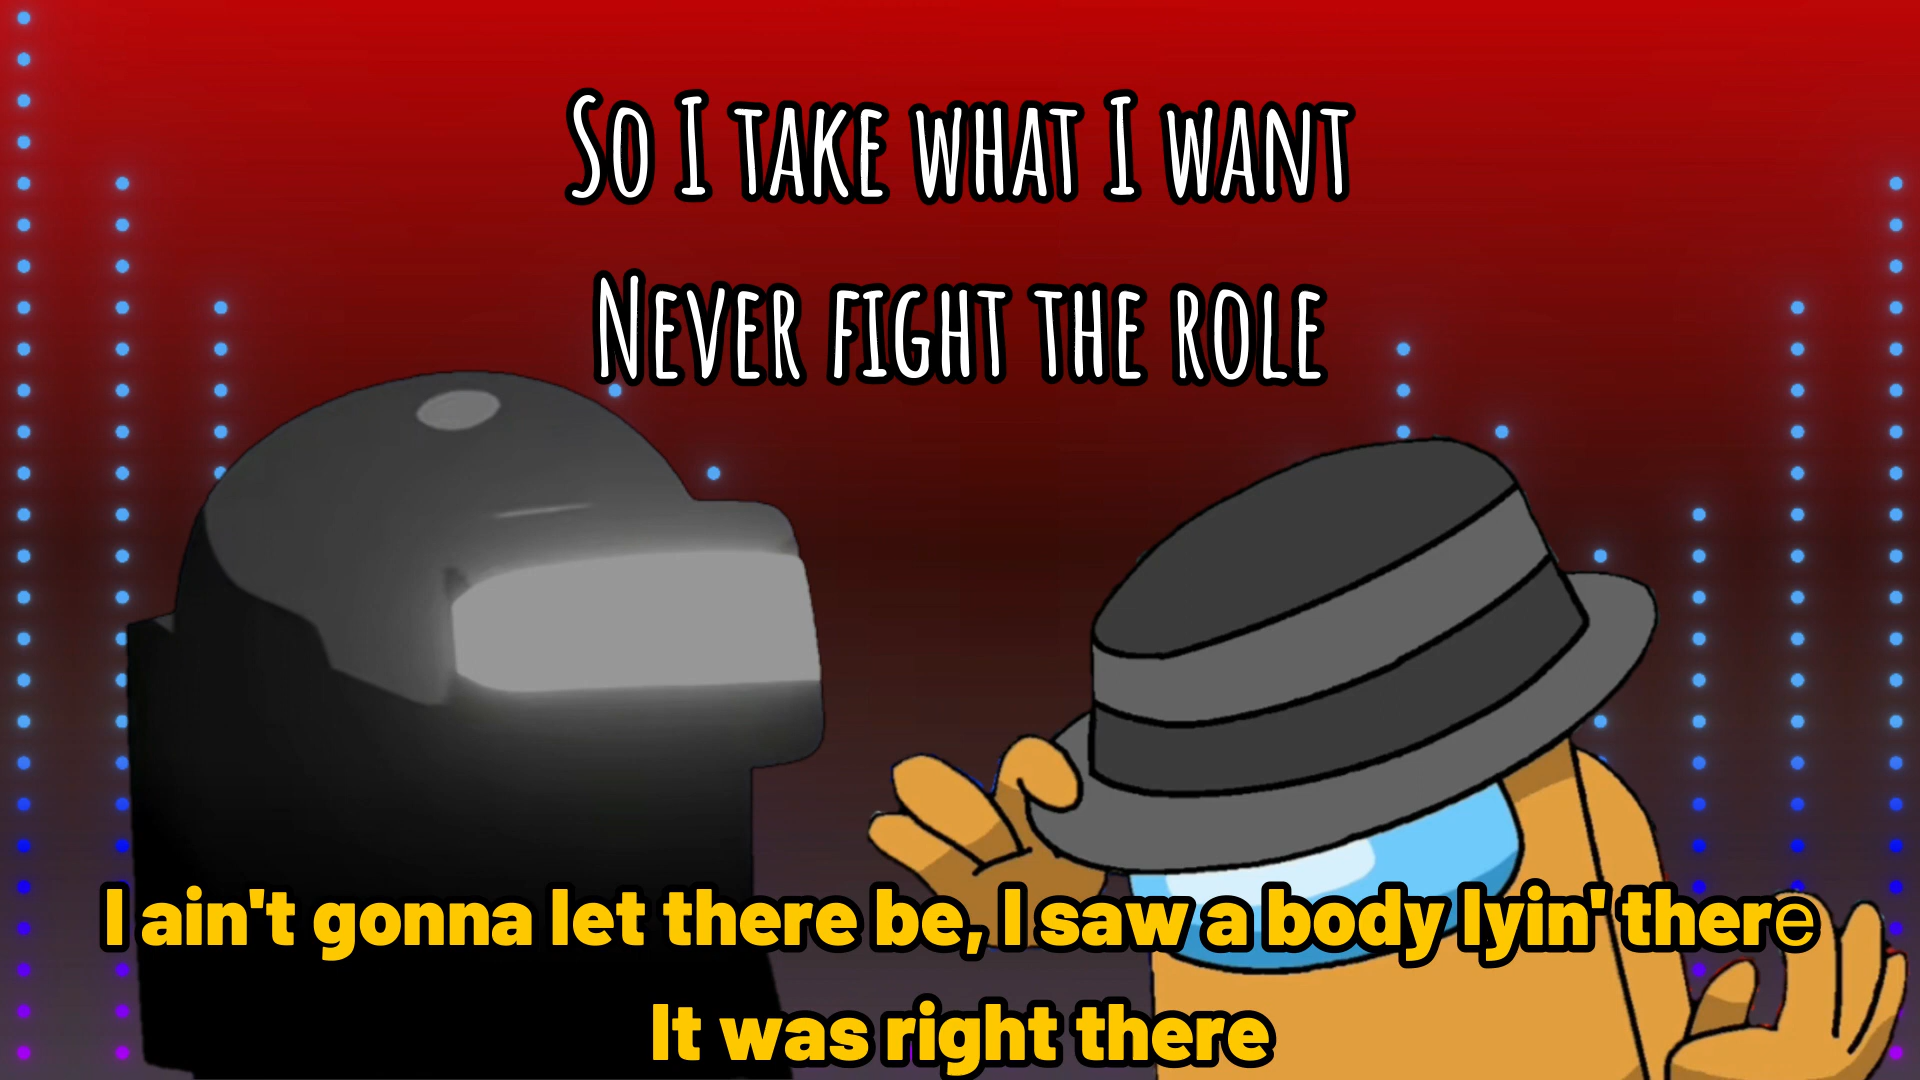 So I take what I want
Never fight the role
I ain't gonna let there be, I saw a body lyin' there
It was right there